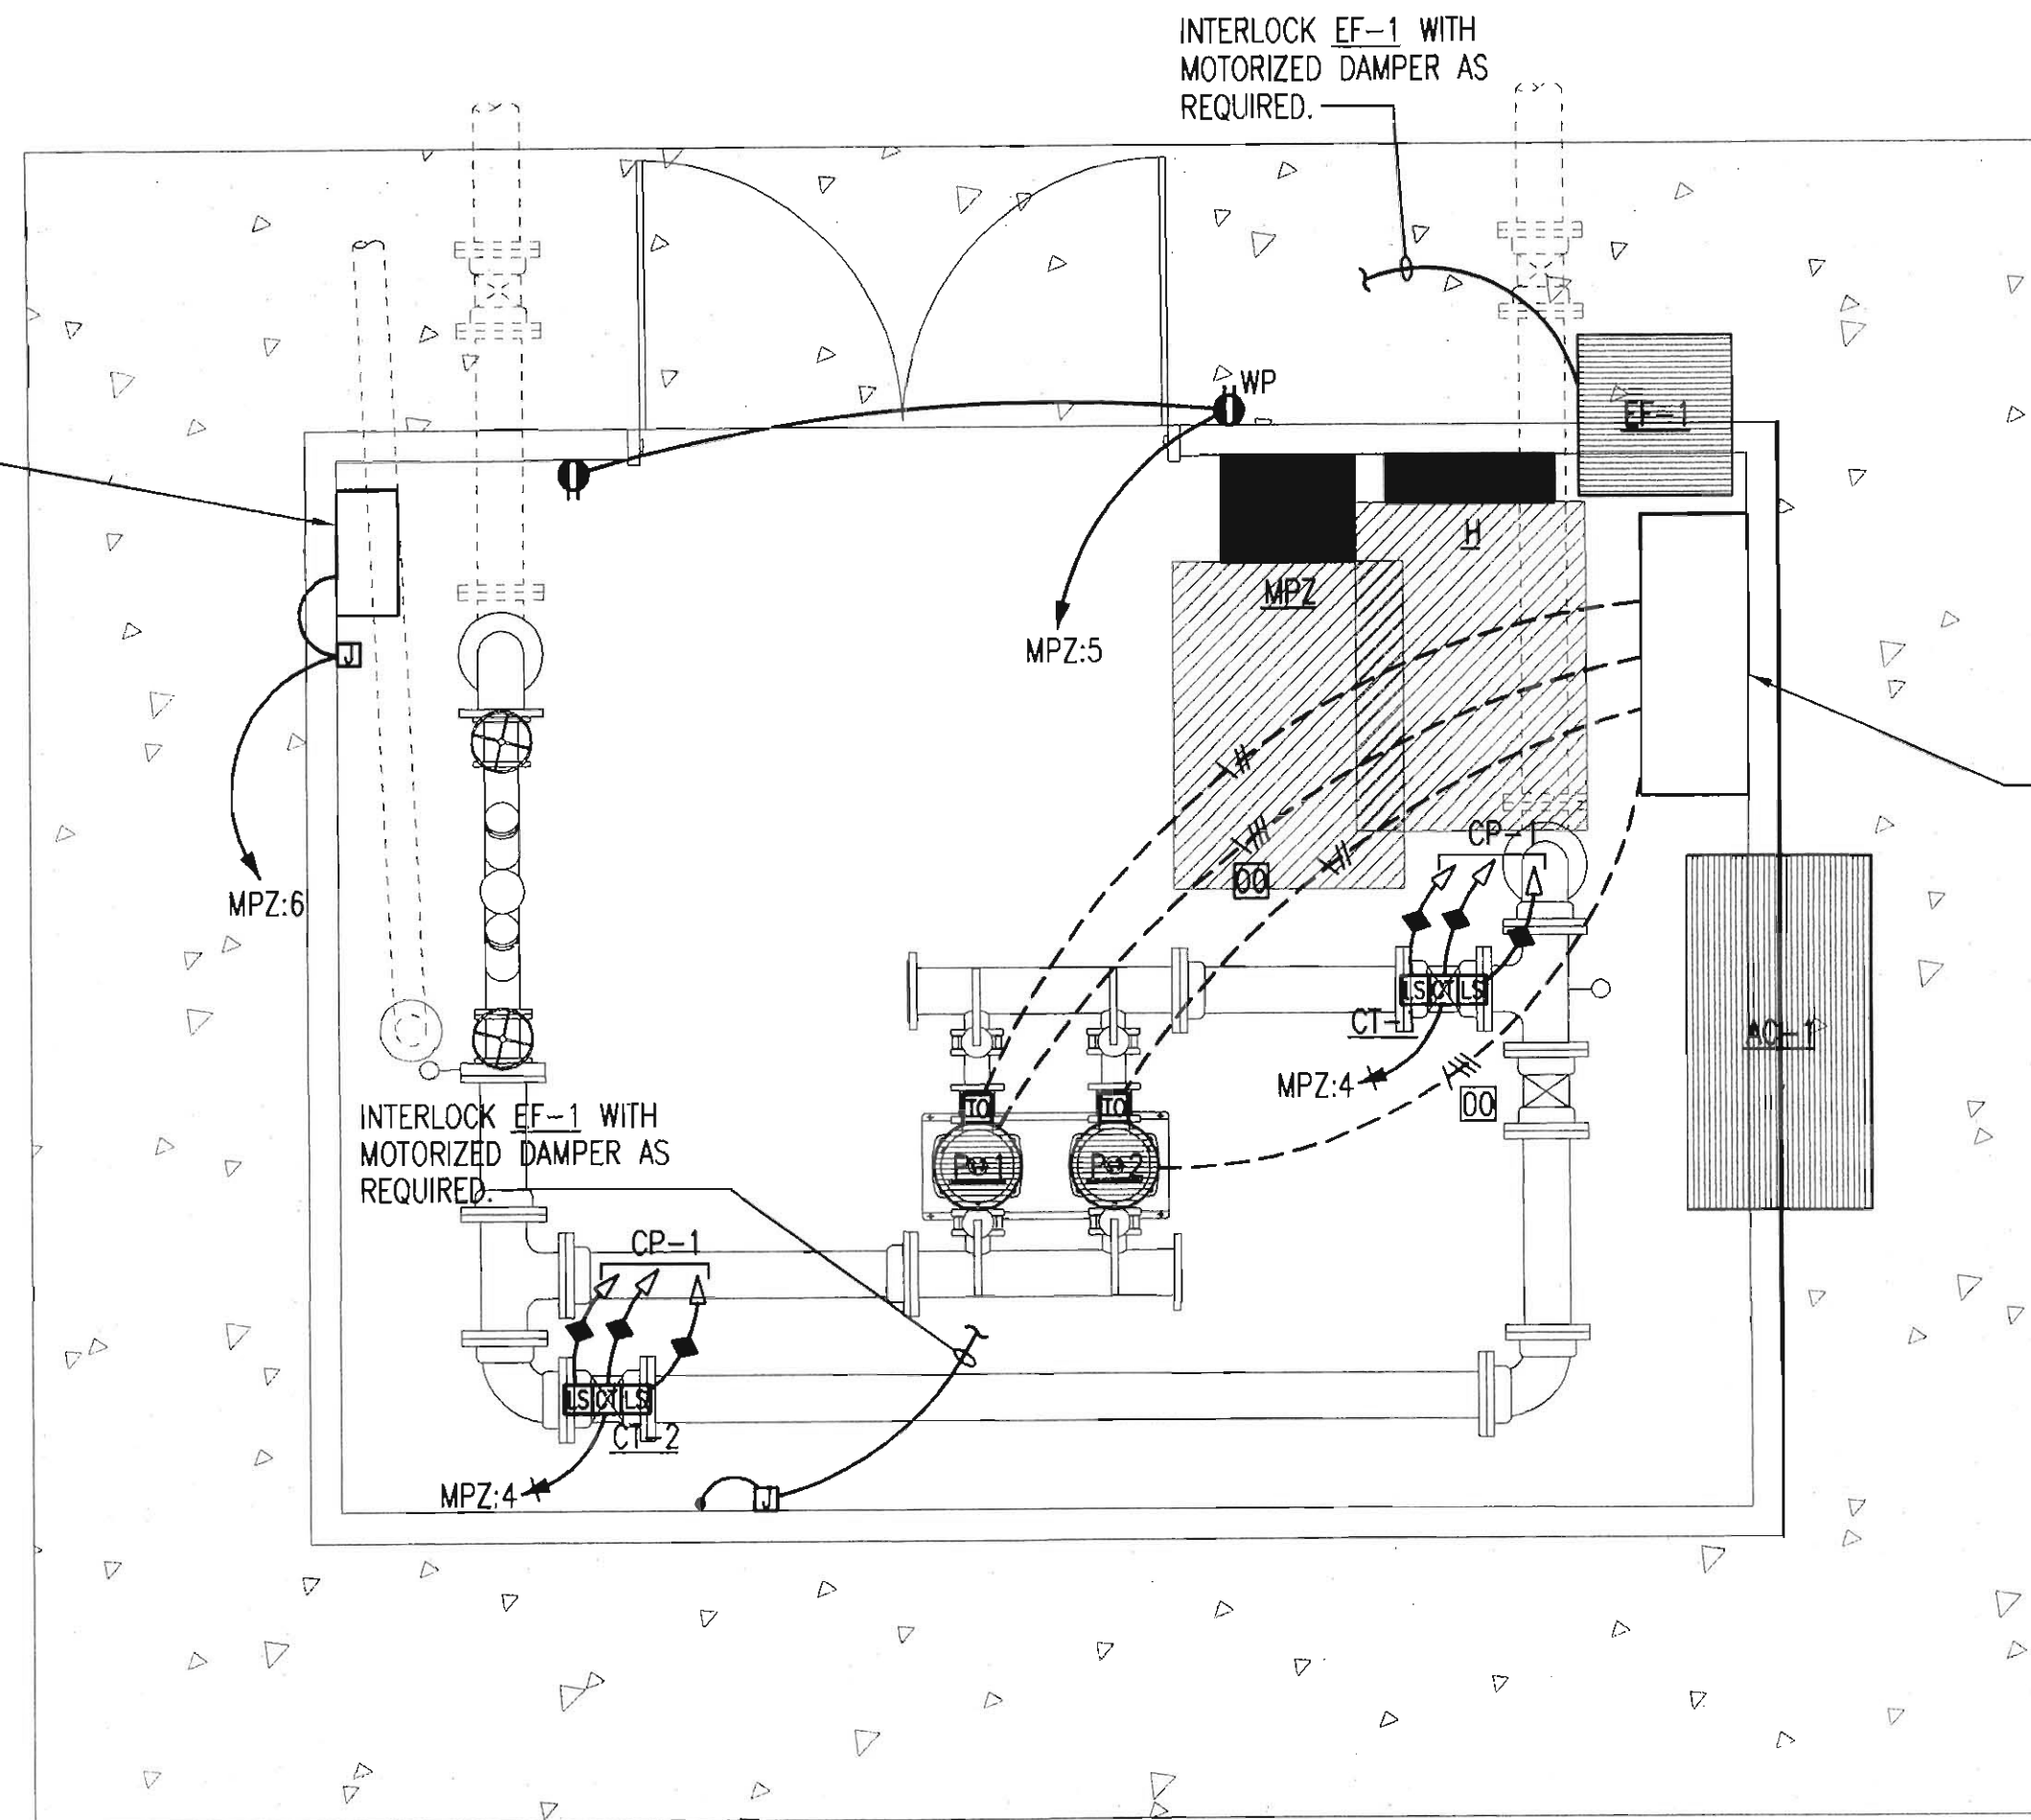 INTERLOCK EF-1 WITH
MOTORIZED DAMPER AS
REQUIRED.
WP
EF-1
H
MPZ
MPZ:5
J
MPZ:6
00
CP-1
LS CT LS
CT-1
MPZ:4
00
AC-1
TO
TO
P-1
P-2
INTERLOCK EF-1 WITH
MOTORIZED DAMPER AS
REQUIRED.
CP-1
LS CT LS
CT-2
MPZ:4
J